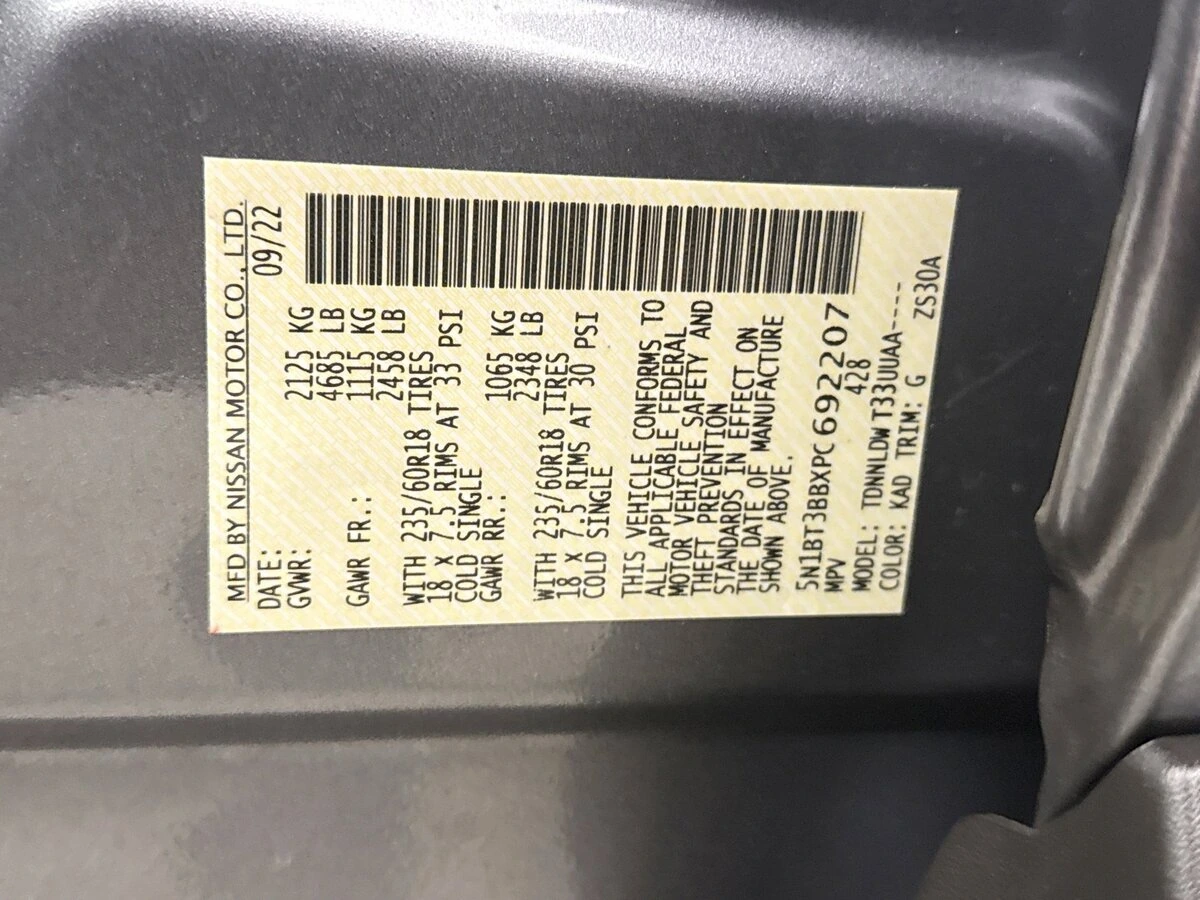 MFD BY NISSAN MOTOR CO., LTD.
DATE: 09/22
GVWR: 2125 KG
4685 LB
GAWR FR.: 1115 KG
2458 LB
WITH 235/60R18 TIRES
18 X 7.5 RIMS AT 33 PSI
COLD SINGLE
GAWR RR.: 1065 KG
2348 LB
WITH 235/60R18 TIRES
18 X 7.5 RIMS AT 30 PSI
COLD SINGLE
THIS VEHICLE CONFORMS TO
ALL APPLICABLE FEDERAL
MOTOR VEHICLE SAFETY AND
THEFT PREVENTION
STANDARDS IN EFFECT ON
THE DATE OF MANUFACTURE
SHOWN ABOVE.
5N1BT3BBXPC692207
MPV 428
MODEL: TDNNLDWT33UUAA----
COLOR: KAD TRIM: G ZS30A